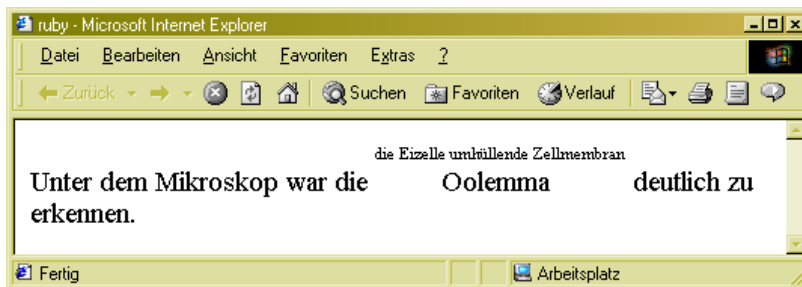 ruby - Microsoft Internet Explorer
Datei Bearbeiten Ansicht Favoriten Extras ?
Zurück Suchen Favoriten Verlauf
die Eizelle umhüllende Zellmembran
Unter dem Mikroskop war die Oolemma deutlich zu
erkennen.
Fertig Arbeitsplatz